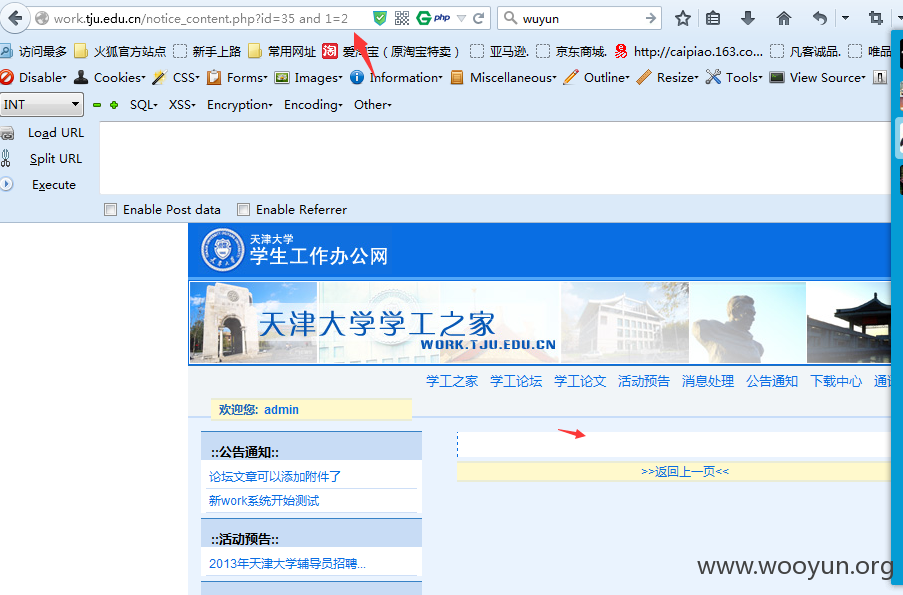 work.tju.edu.cn/notice_content.php?id=35 and 1=2 php wuyun
访问最多 火狐官方站点 新手上路 常用网址 淘 爱淘宝（原淘宝特卖） 亚马逊. 京东商城. http://caipiao.163.co... 凡客诚品. 唯品
Disable Cookies CSS Forms Images Information Miscellaneous Outline Resize Tools View Source
INT SQL XSS Encryption Encoding Other
Load URL
Split URL
Execute
Enable Post data Enable Referrer
天津大学
学生工作办公网
天津大学学工之家
WORK.TJU.EDU.CN
学工之家 学工论坛 学工论文 活动预告 消息处理 公告通知 下载中心
欢迎您: admin
::公告通知::
论坛文章可以添加附件了
新work系统开始测试
>>返回上一页<<
::活动预告::
2013年天津大学辅导员招聘...
www.wooyun.org